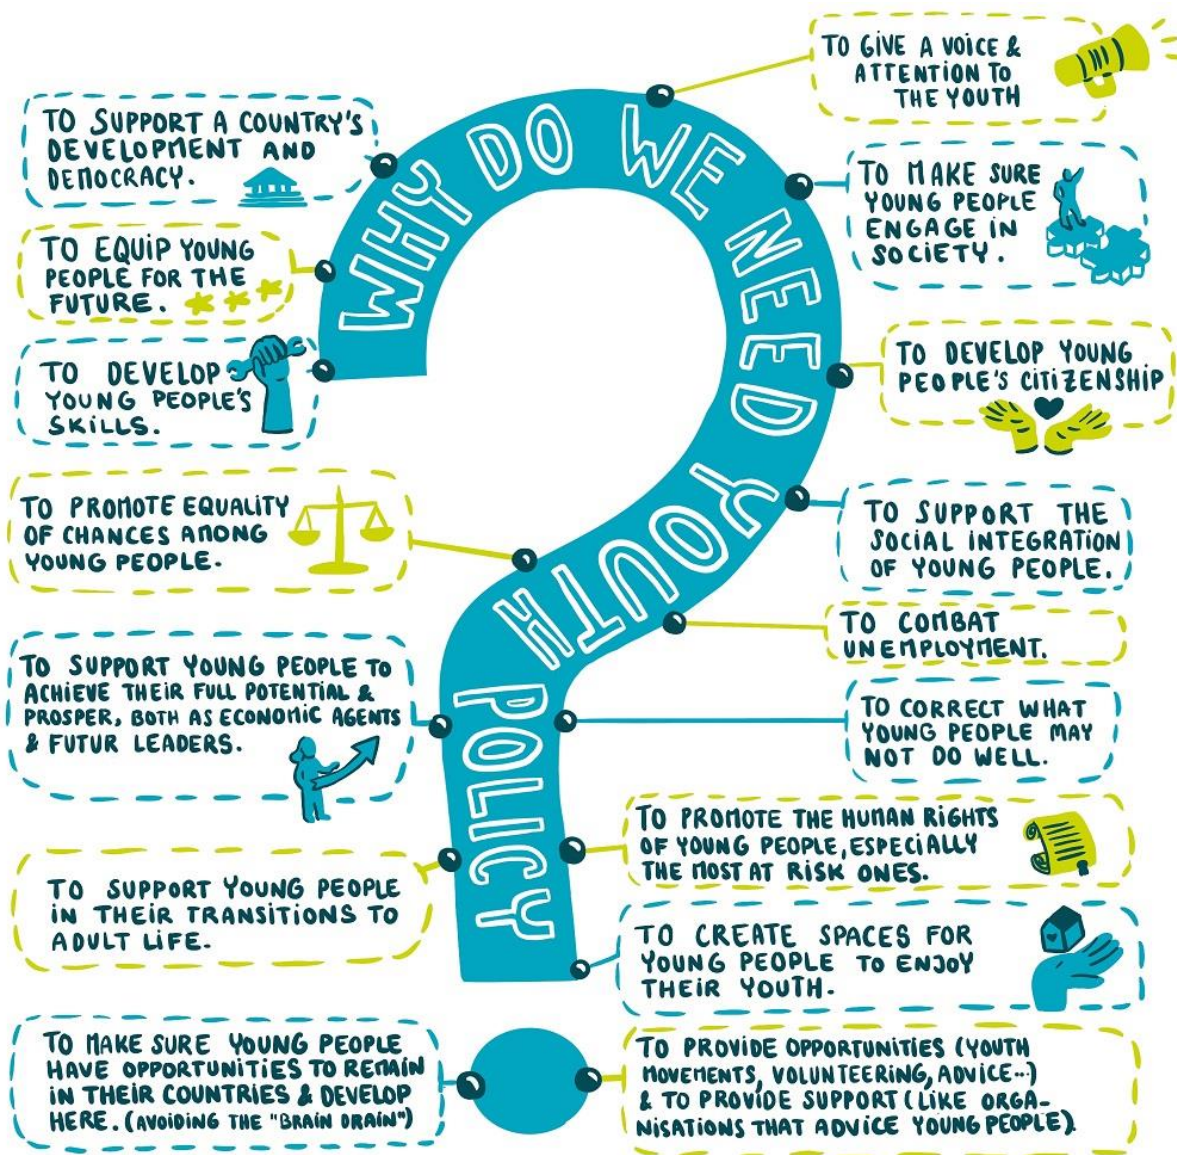 WHY DO WE NEED YOUTH POLICY
TO SUPPORT A COUNTRY'S
DEVELOPMENT AND
DEMOCRACY.
TO EQUIP YOUNG
PEOPLE FOR THE
FUTURE.
TO DEVELOP
YOUNG PEOPLE'S
SKILLS.
TO PROMOTE EQUALITY
OF CHANCES AMONG
YOUNG PEOPLE.
TO SUPPORT YOUNG PEOPLE TO
ACHIEVE THEIR FULL POTENTIAL &
PROSPER, BOTH AS ECONOMIC AGENTS
& FUTUR LEADERS.
TO SUPPORT YOUNG PEOPLE
IN THEIR TRANSITIONS TO
ADULT LIFE.
TO MAKE SURE YOUNG PEOPLE
HAVE OPPORTUNITIES TO REMAIN
IN THEIR COUNTRIES & DEVELOP
HERE. (AVOIDING THE "BRAIN DRAIN")
TO GIVE A VOICE &
ATTENTION TO
THE YOUTH
TO MAKE SURE
YOUNG PEOPLE
ENGAGE IN
SOCIETY.
TO DEVELOP YOUNG
PEOPLE'S CITIZENSHIP
TO SUPPORT THE
SOCIAL INTEGRATION
OF YOUNG PEOPLE.
TO COMBAT
UNEMPLOYMENT.
TO CORRECT WHAT
YOUNG PEOPLE MAY
NOT DO WELL.
TO PROMOTE THE HUMAN RIGHTS
OF YOUNG PEOPLE, ESPECIALLY
THE MOST AT RISK ONES.
TO CREATE SPACES FOR
YOUNG PEOPLE TO ENJOY
THEIR YOUTH.
TO PROVIDE OPPORTUNITIES (YOUTH
MOVEMENTS, VOLUNTEERING, ADVICE...)
& TO PROVIDE SUPPORT (LIKE ORGA-
NISATIONS THAT ADVICE YOUNG PEOPLE).